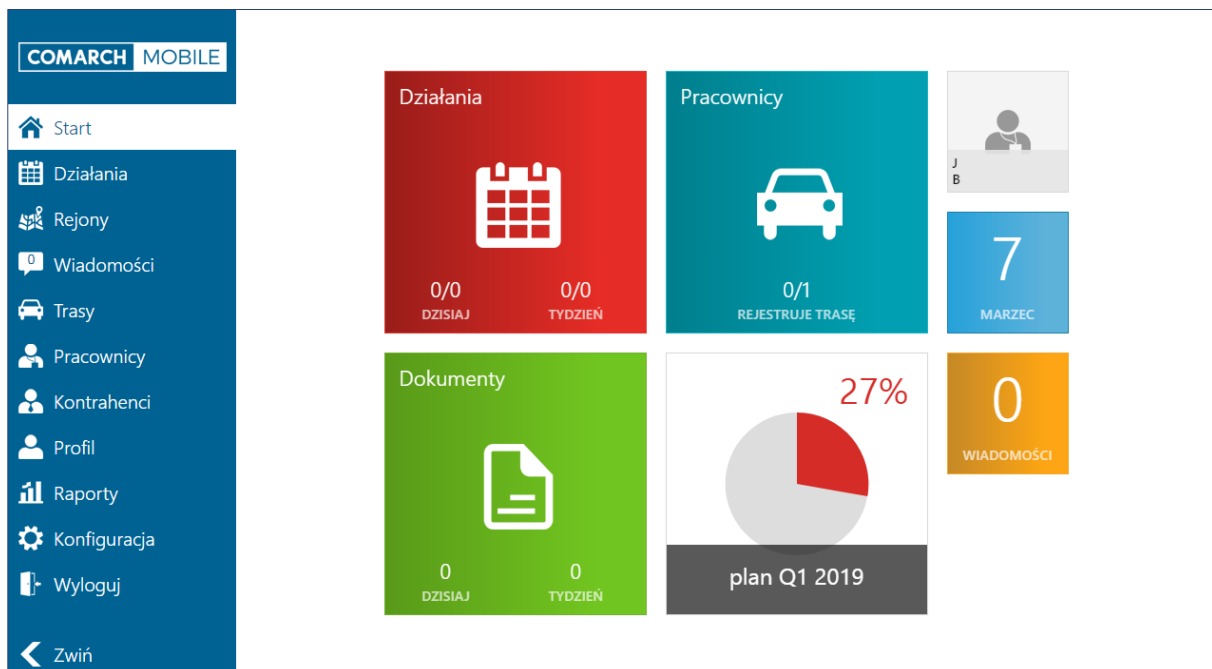 COMARCH MOBILE
Start
Działania
Rejony
0
Wiadomości
Trasy
Pracownicy
Kontrahenci
Profil
Raporty
Konfiguracja
Wyloguj
Zwiń
Działania
0/0
DZISIAJ
0/0
TYDZIEŃ
Pracownicy
0/1
REJESTRUJE TRASĘ
J
B
7
MARZEC
Dokumenty
0
DZISIAJ
0
TYDZIEŃ
27%
plan Q1 2019
0
WIADOMOŚCI